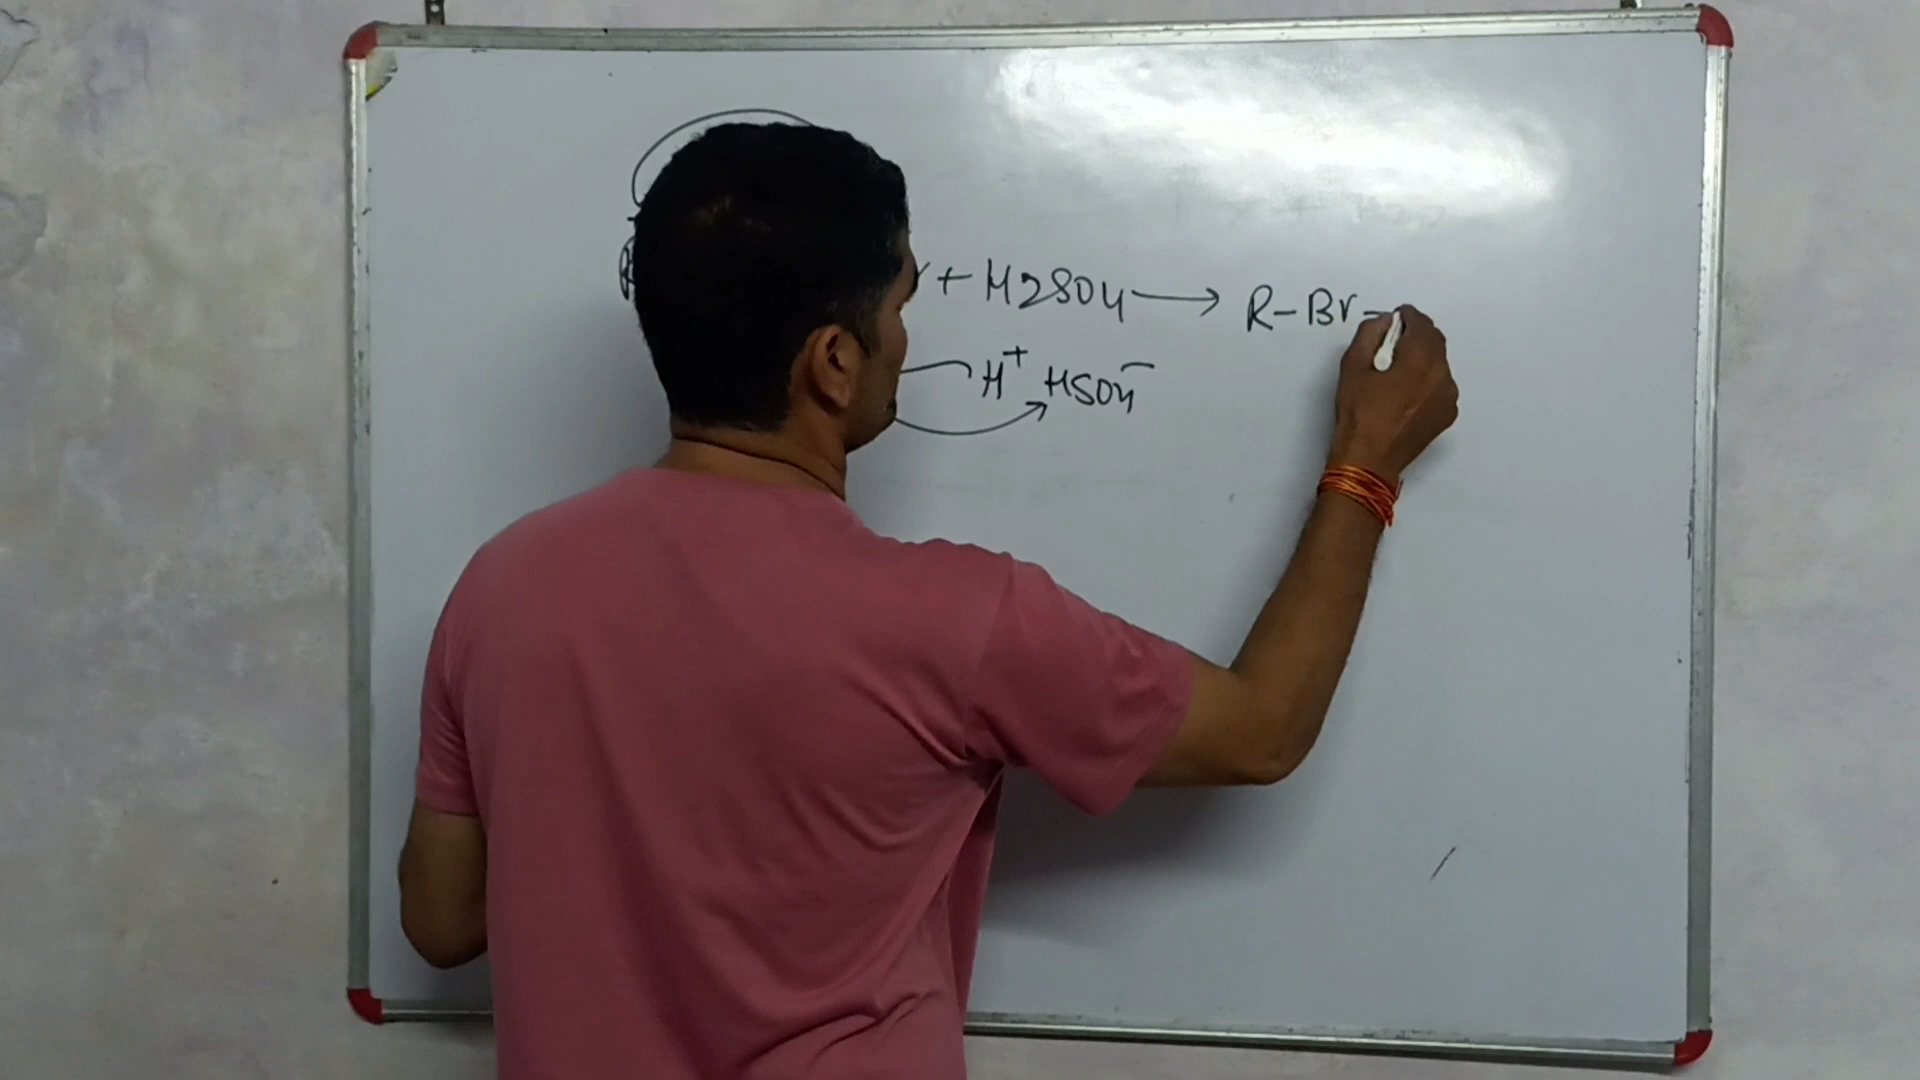 + H2SO4 → R-Br
H⁺ HSO4⁻